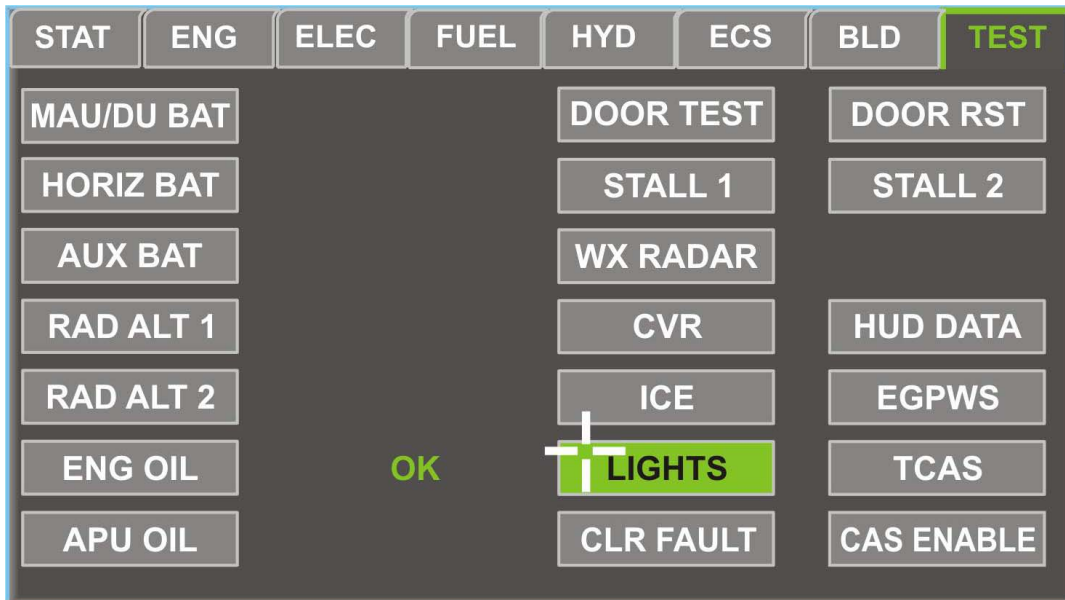 STAT ENG ELEC FUEL HYD ECS BLD TEST
MAU/DU BAT DOOR TEST DOOR RST
HORIZ BAT STALL 1 STALL 2
AUX BAT WX RADAR
RAD ALT 1 CVR HUD DATA
RAD ALT 2 ICE EGPWS
ENG OIL OK LIGHTS TCAS
APU OIL CLR FAULT CAS ENABLE